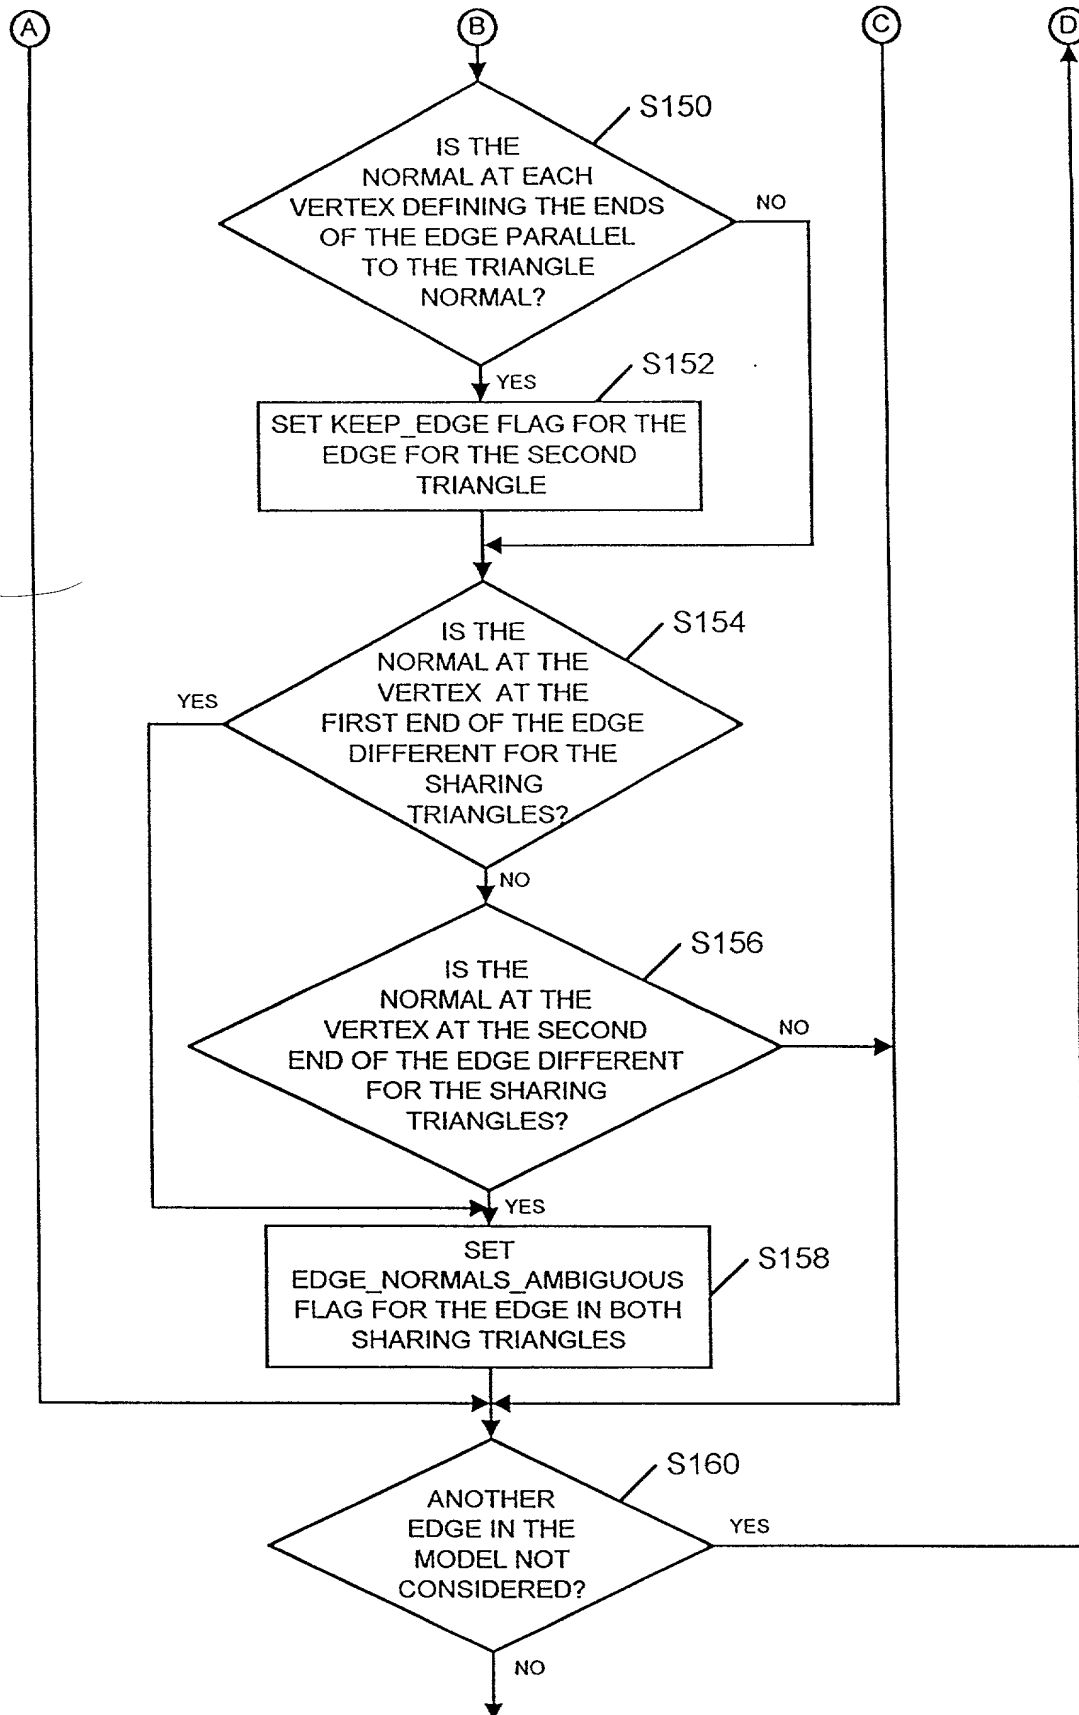 A
B
C
D
S150
IS THE
NORMAL AT EACH
VERTEX DEFINING THE ENDS
OF THE EDGE PARALLEL
TO THE TRIANGLE
NORMAL?
NO
YES
S152
SET KEEP_EDGE FLAG FOR THE
EDGE FOR THE SECOND
TRIANGLE
S154
IS THE
NORMAL AT THE
VERTEX AT THE
FIRST END OF THE EDGE
DIFFERENT FOR THE
SHARING
TRIANGLES?
YES
NO
S156
IS THE
NORMAL AT THE
VERTEX AT THE SECOND
END OF THE EDGE DIFFERENT
FOR THE SHARING
TRIANGLES?
NO
YES
SET
EDGE_NORMALS_AMBIGUOUS
FLAG FOR THE EDGE IN BOTH
SHARING TRIANGLES
S158
S160
ANOTHER
EDGE IN THE
MODEL NOT
CONSIDERED?
YES
NO